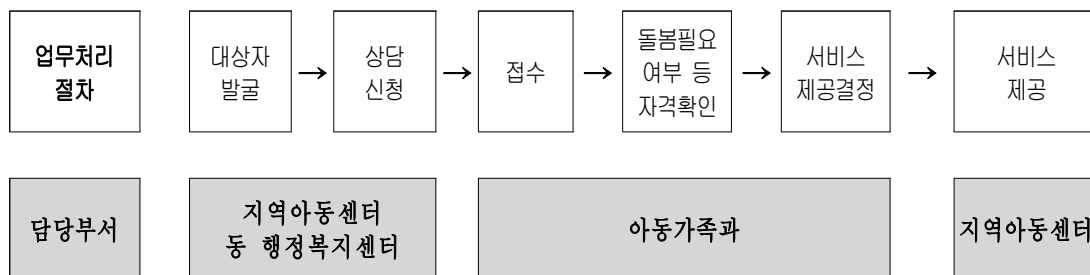 업무처리
절차
대상자
발굴
→
상담
신청
→
접수
→
돌봄필요
여부 등
자격확인
→
서비스
제공결정
→
서비스
제공
담당부서
지역아동센터
동 행정복지센터
아동가족과
지역아동센터